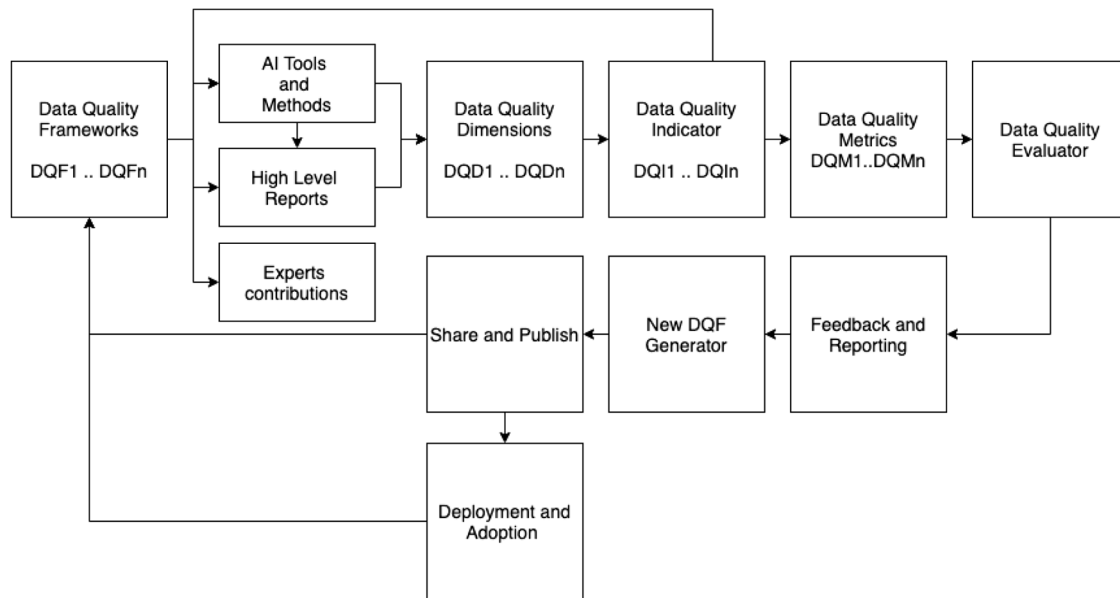 AI Tools
and
Methods
Data Quality
Frameworks
DQF1 .. DQFn
High Level
Reports
Experts
contributions
Data Quality
Dimensions
DQD1 .. DQDn
Data Quality
Indicator
DQI1 .. DQIn
Data Quality
Metrics
DQM1..DQMn
Data Quality
Evaluator
Share and Publish
New DQF
Generator
Feedback and
Reporting
Deployment and
Adoption